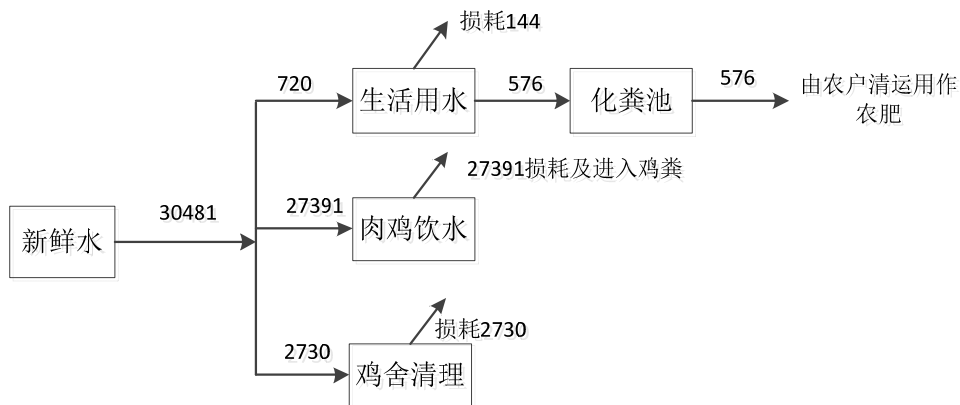 损耗144
720
生活用水
576
化粪池
576
由农户清运用作
农肥
27391损耗及进入鸡粪
新鲜水
30481
27391
肉鸡饮水
损耗2730
2730
鸡舍清理